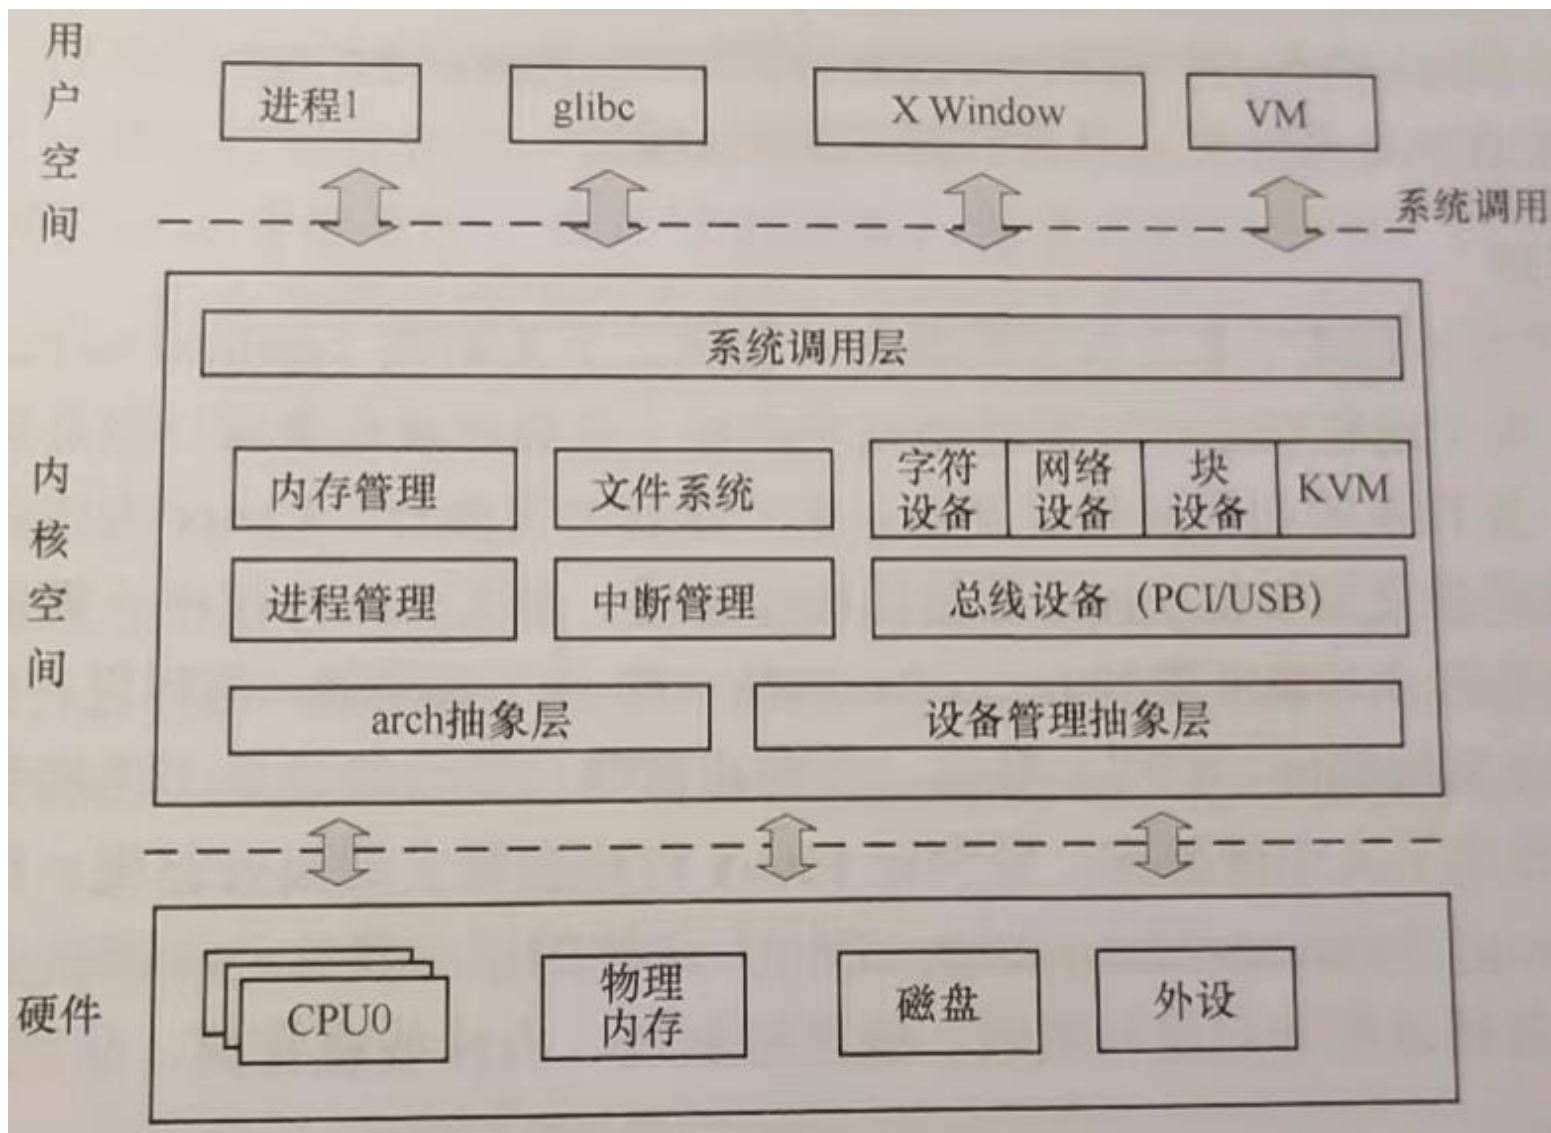 用户空间
进程1
glibc
X Window
VM
系统调用
内核空间
系统调用层
内存管理
文件系统
字符
设备
网络
设备
块
设备
KVM
进程管理
中断管理
总线设备（PCI/USB）
arch抽象层
设备管理抽象层
硬件
CPU0
物理
内存
磁盘
外设